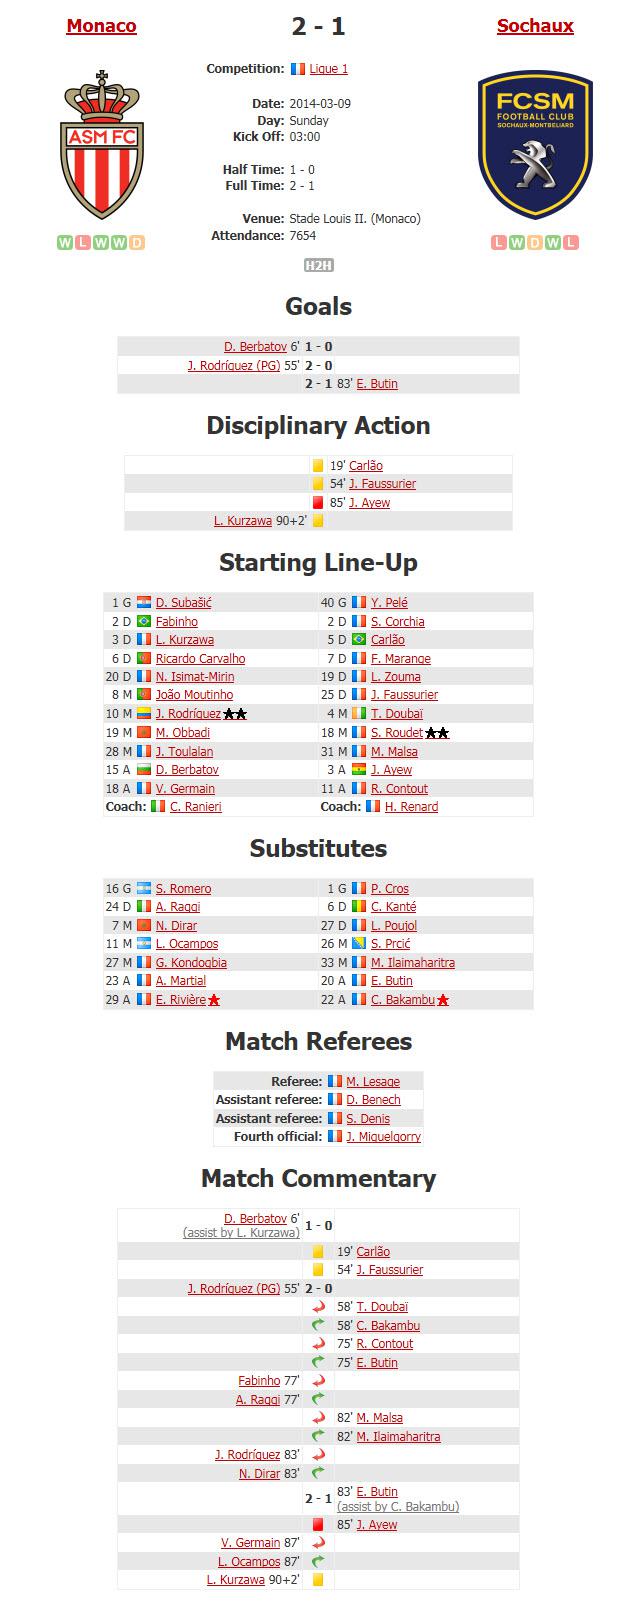 Monaco 2 - 1 Sochaux
Competition: Ligue 1
Date: 2014-03-09
Day: Sunday
Kick Off: 03:00
Half Time: 1 - 0
Full Time: 2 - 1
Venue: Stade Louis II. (Monaco)
Attendance: 7654
ASM FC
FCSM
FOOTBALL CLUB
SOCHAUX-MONTBELIARD
W L W W D
L W D W L
H2H
Goals
D. Berbatov 6' 1 - 0
J. Rodríguez (PG) 55' 2 - 0
2 - 1 83' E. Butin
Disciplinary Action
19' Carlão
54' J. Faussurier
85' J. Ayew
L. Kurzawa 90+2'
Starting Line-Up
1 G D. Subašić 40 G Y. Pelé
2 D Fabinho 2 D S. Corchia
3 D L. Kurzawa 5 D Carlão
6 D Ricardo Carvalho 7 D F. Marange
20 D N. Isimat-Mirin 19 D L. Zouma
8 M João Moutinho 25 D J. Faussurier
10 M J. Rodríguez 4 M T. Doubaï
19 M M. Obbadi 18 M S. Roudet
28 M J. Toulalan 31 M M. Malsa
15 A D. Berbatov 3 A J. Ayew
18 A V. Germain 11 A R. Contout
Coach: C. Ranieri Coach: H. Renard
Substitutes
16 G S. Romero 1 G P. Cros
24 D A. Raggi 6 D C. Kanté
7 M N. Dirar 27 D L. Poujol
11 M L. Ocampos 26 M S. Prcić
27 M G. Kondogbia 33 M M. Ilaimaharitra
23 A A. Martial 20 A E. Butin
29 A E. Rivière 22 A C. Bakambu
Match Referees
Referee: M. Lesage
Assistant referee: D. Benech
Assistant referee: S. Denis
Fourth official: J. Miguelgorry
Match Commentary
D. Berbatov 6' 1 - 0
(assist by L. Kurzawa)
19' Carlão
54' J. Faussurier
J. Rodríguez (PG) 55' 2 - 0
58' T. Doubaï
58' C. Bakambu
75' R. Contout
75' E. Butin
Fabinho 77'
A. Raggi 77'
82' M. Malsa
82' M. Ilaimaharitra
J. Rodríguez 83'
N. Dirar 83'
2 - 1 83' E. Butin
(assist by C. Bakambu)
85' J. Ayew
V. Germain 87'
L. Ocampos 87'
L. Kurzawa 90+2'